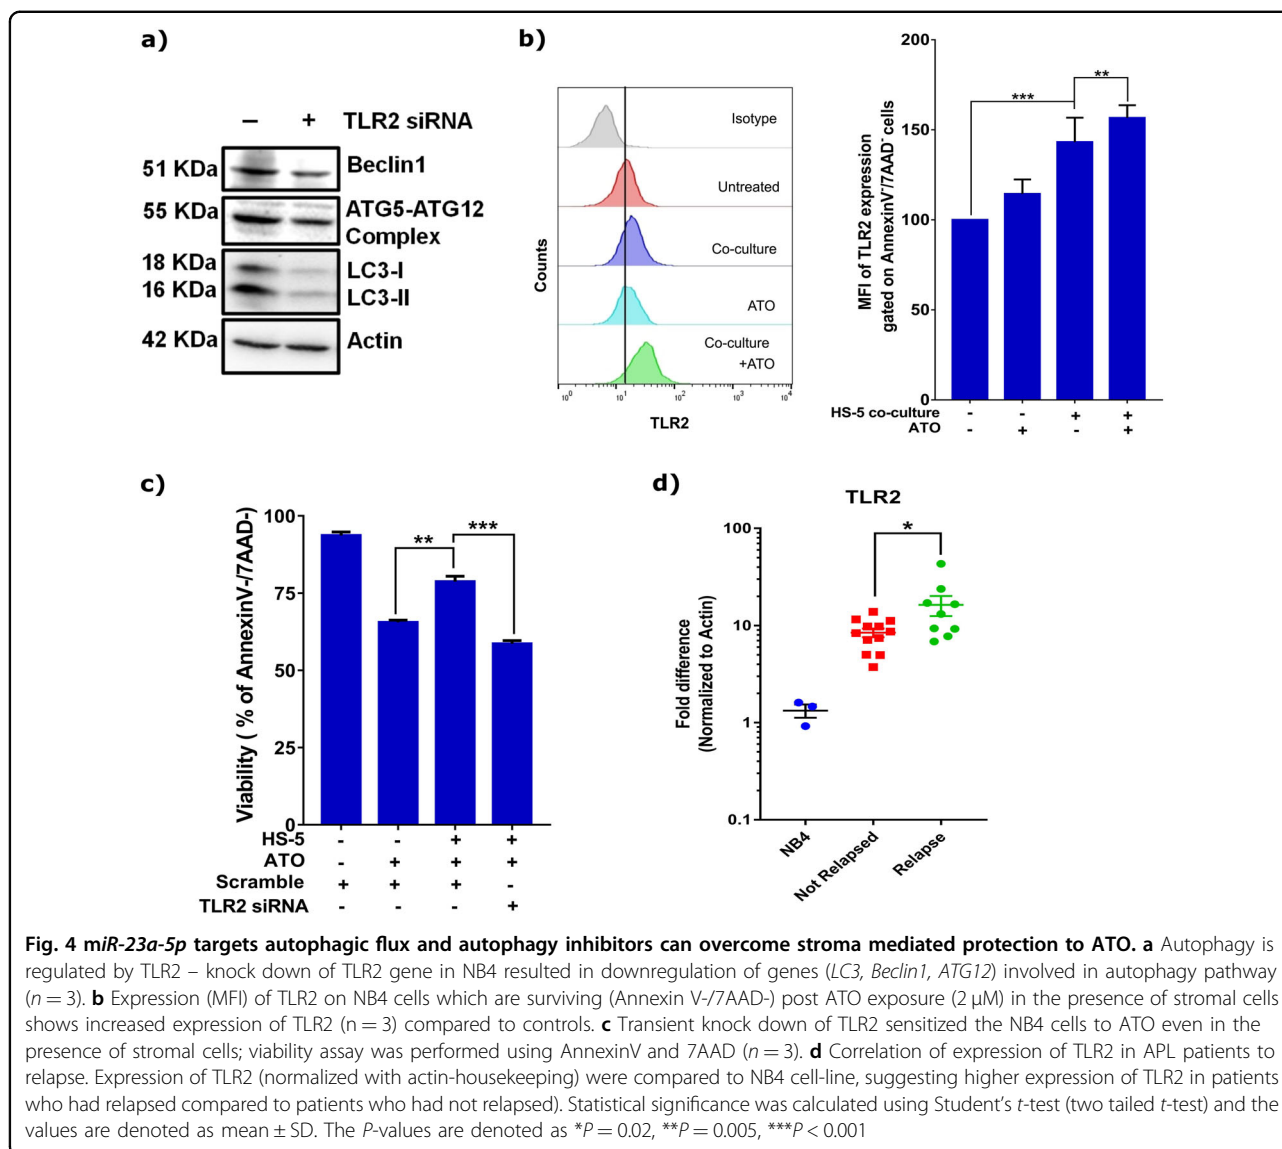 a)
− + TLR2 siRNA
51 KDa Beclin1
55 KDa ATG5-ATG12
Complex
18 KDa LC3-I
16 KDa LC3-II
42 KDa Actin
b)
Isotype
Untreated
Co-culture
ATO
Co-culture
+ATO
Counts
10⁰ 10¹ 10² 10³ 10⁴
TLR2
MFI of TLR2 expression
gated on AnnexinV⁻/7AAD⁻ cells
200
150
100
50
0
*** **
HS-5 co-culture - - + +
ATO - + - +
c)
Viability ( % of AnnexinV-/7AAD-)
100
75
50
25
0
** ***
HS-5 - - + +
ATO - + + +
Scramble + + + -
TLR2 siRNA - - - +
d)
TLR2
Fold difference
(Normalized to Actin)
100
10
1
0.1
*
NB4
Not Relapsed
Relapse
Fig. 4 miR-23a-5p targets autophagic flux and autophagy inhibitors can overcome stroma mediated protection to ATO. a Autophagy is
regulated by TLR2 – knock down of TLR2 gene in NB4 resulted in downregulation of genes (LC3, Beclin1, ATG12) involved in autophagy pathway
(n = 3). b Expression (MFI) of TLR2 on NB4 cells which are surviving (Annexin V-/7AAD-) post ATO exposure (2 μM) in the presence of stromal cells
shows increased expression of TLR2 (n = 3) compared to controls. c Transient knock down of TLR2 sensitized the NB4 cells to ATO even in the
presence of stromal cells; viability assay was performed using AnnexinV and 7AAD (n = 3). d Correlation of expression of TLR2 in APL patients to
relapse. Expression of TLR2 (normalized with actin-housekeeping) were compared to NB4 cell-line, suggesting higher expression of TLR2 in patients
who had relapsed compared to patients who had not relapsed). Statistical significance was calculated using Student's t-test (two tailed t-test) and the
values are denoted as mean ± SD. The P-values are denoted as *P = 0.02, **P = 0.005, ***P < 0.001